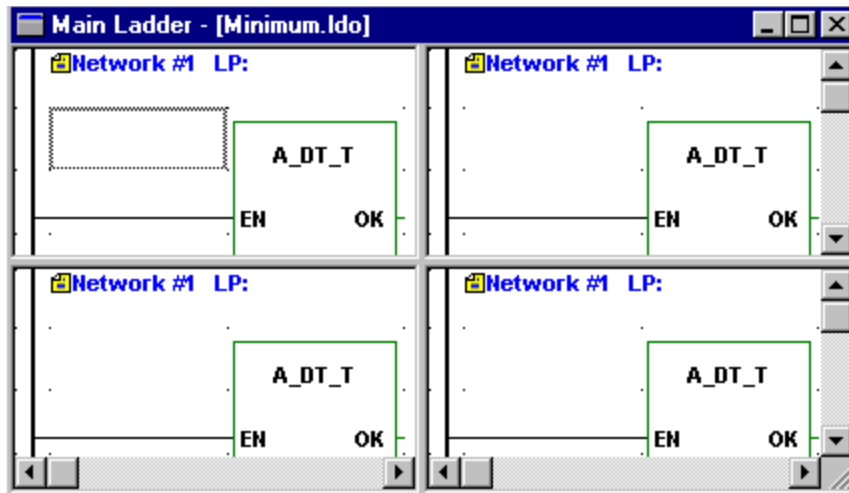 Main Ladder - [Minimum.ldo]
Network #1 LP:
A_DT_T
EN OK
Network #1 LP:
A_DT_T
EN OK
Network #1 LP:
A_DT_T
EN OK
Network #1 LP:
A_DT_T
EN OK